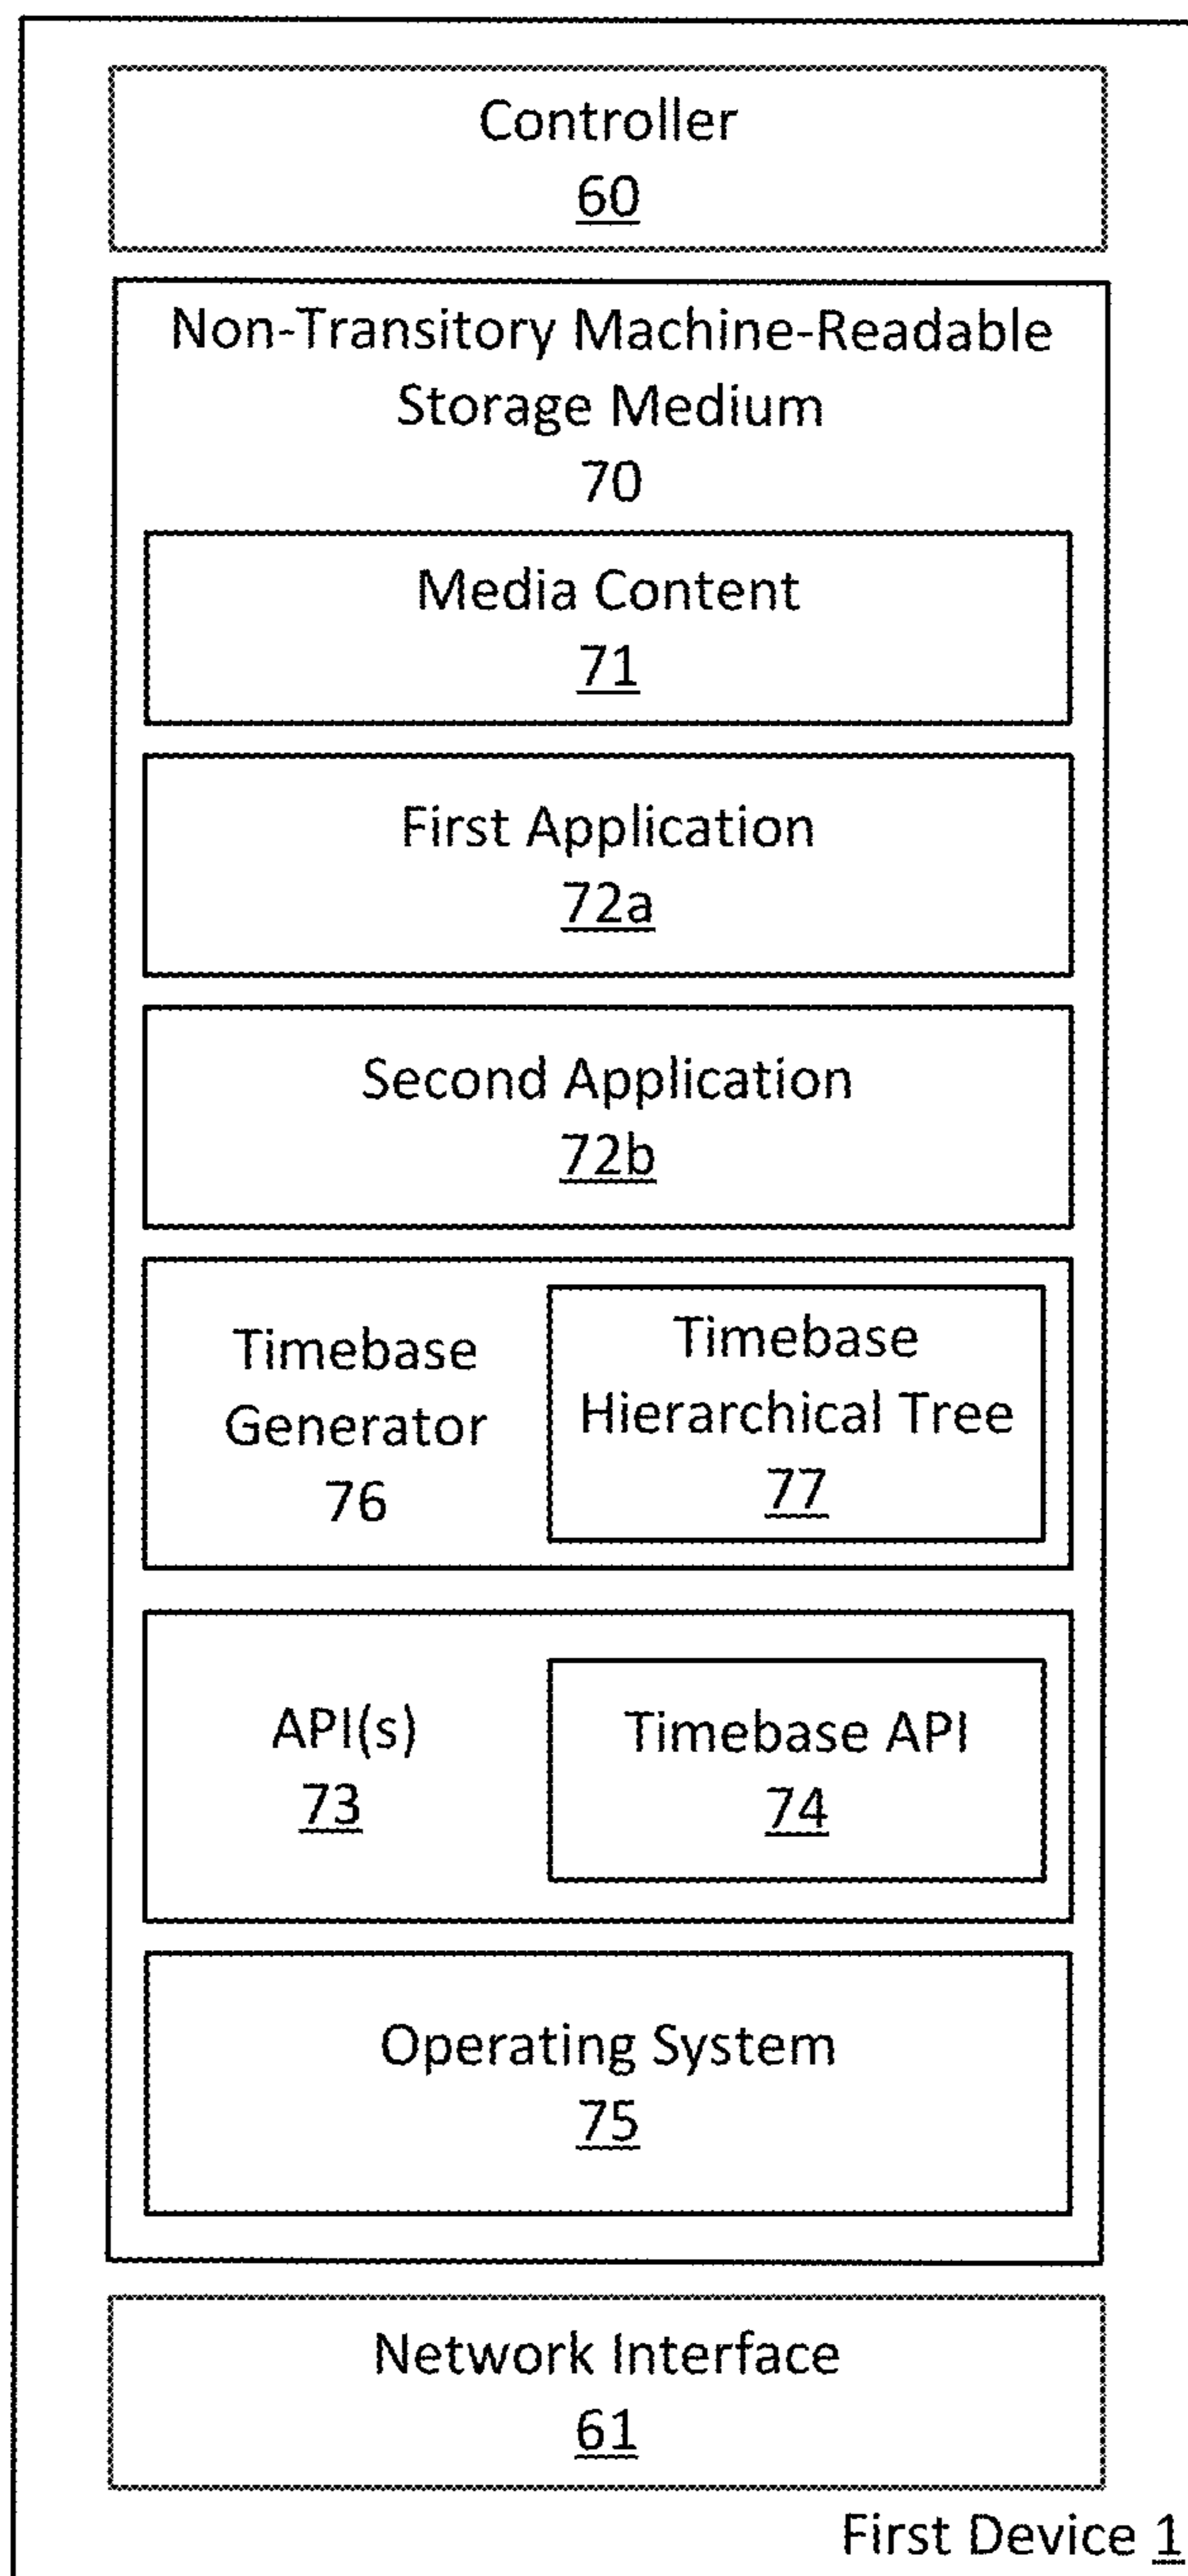 Controller
60
Non-Transitory Machine-Readable
Storage Medium
70
Media Content
71
First Application
72a
Second Application
72b
Timebase
Generator
76
Timebase
Hierarchical Tree
77
API(s)
73
Timebase API
74
Operating System
75
Network Interface
61
First Device 1